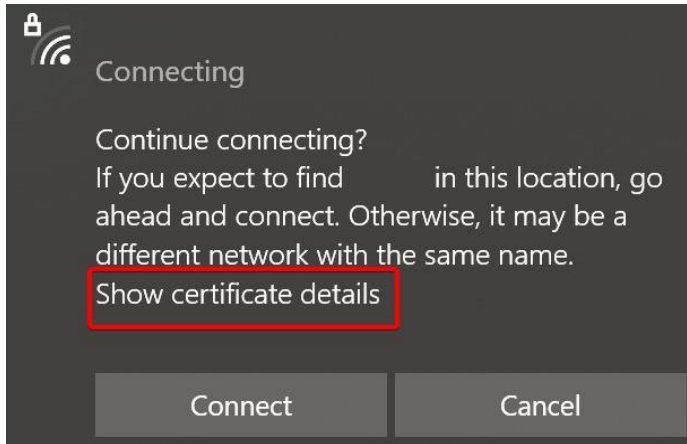 Connecting
Continue connecting?
If you expect to find in this location, go
ahead and connect. Otherwise, it may be a
different network with the same name.
Show certificate details
Connect
Cancel